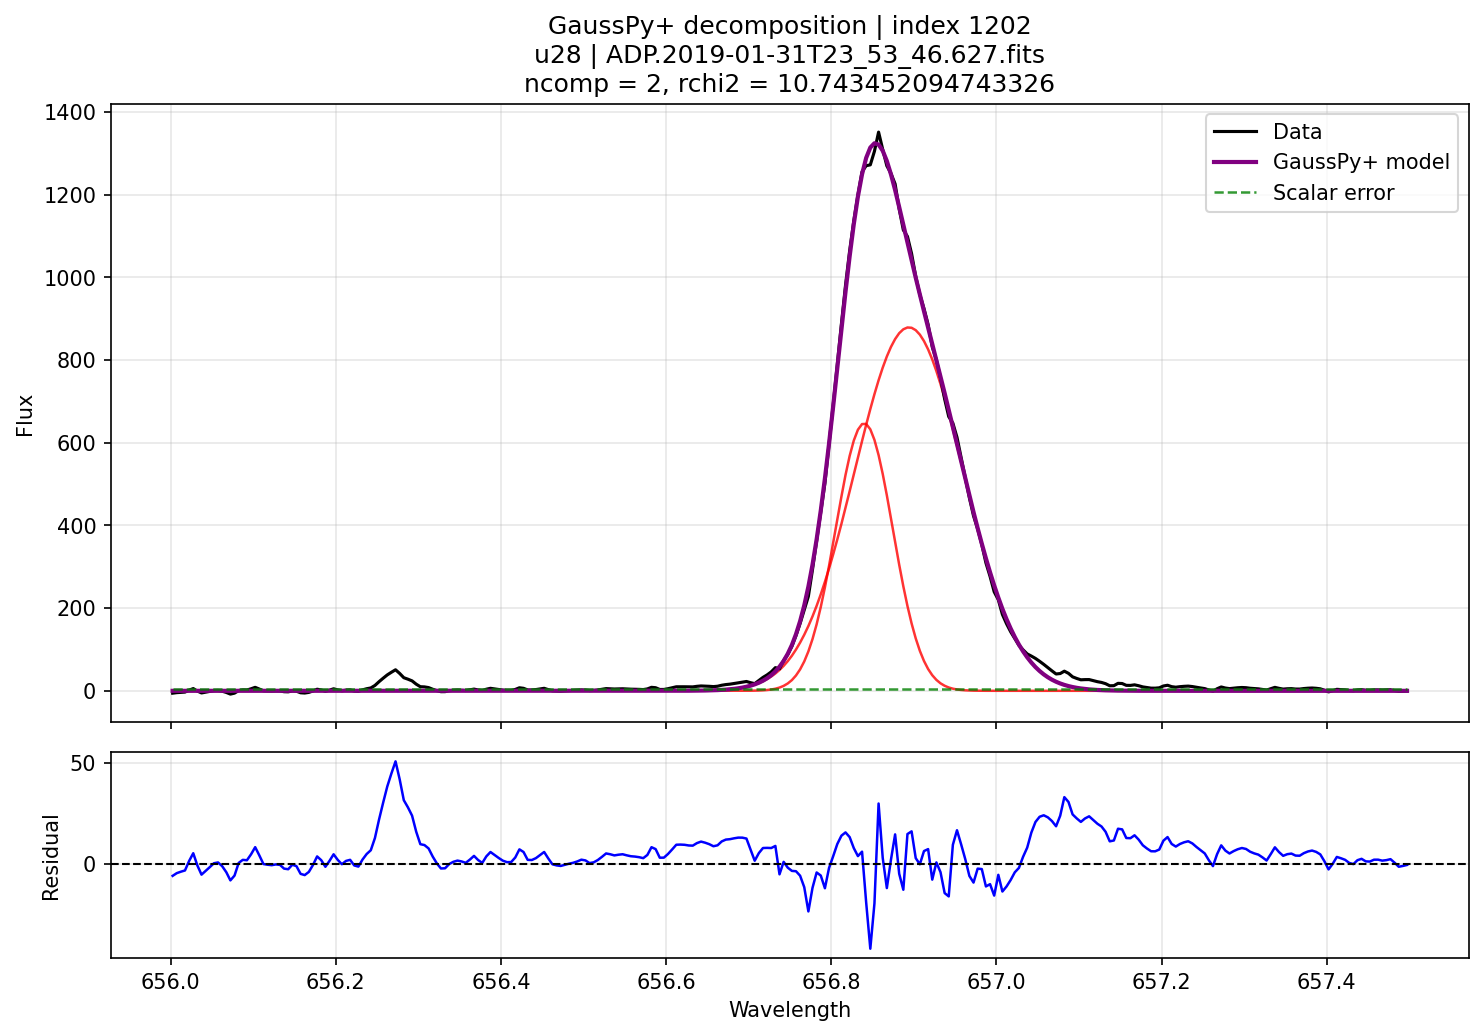 GaussPy+ decomposition | index 1202
u28 | ADP.2019-01-31T23_53_46.627.fits
ncomp = 2, rchi2 = 10.743452094743326
1400
1200
1000
800
600
400
200
0
Flux
Data
GaussPy+ model
Scalar error
50
0
Residual
656.0
656.2
656.4
656.6
656.8
657.0
657.2
657.4
Wavelength